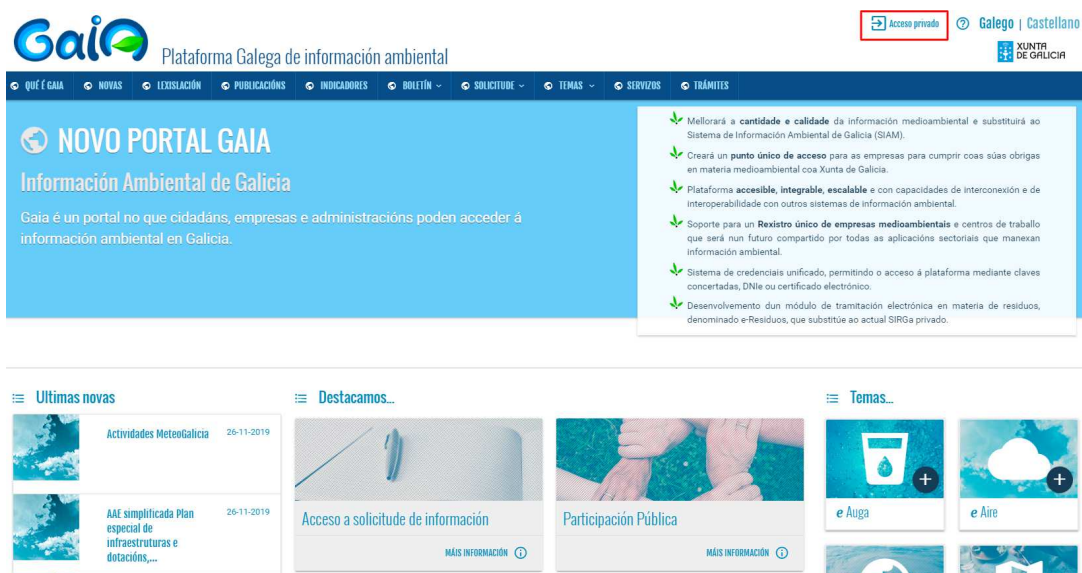 Gaia
Plataforma Galega de información ambiental
Acceso privado
Galego | Castellano
XUNTA
DE GALICIA
QUÉ É GAIA NOVAS LEXISLACIÓN PUBLICACIÓNS INDICADORES BOLETÍN SOLICITUDE TEMAS SERVIZOS TRÁMITES
NOVO PORTAL GAIA
Información Ambiental de Galicia
Gaia é un portal no que cidadáns, empresas e administracións poden acceder á
información ambiental en Galicia.
Mellorará a cantidade e calidade da información medioambiental e substituirá ao
Sistema de Información Ambiental de Galicia (SIAM).
Creará un punto único de acceso para as empresas para cumprir coas súas obrigas
en materia medioambiental coa Xunta de Galicia.
Plataforma accesible, integrable, escalable e con capacidades de interconexión e de
interoperabilidade con outros sistemas de información ambiental.
Soporte para un Rexistro único de empresas medioambientais e centros de traballo
que será nun futuro compartido por todas as aplicacións sectoriais que manexan
información ambiental.
Sistema de credenciais unificado, permitindo o acceso á plataforma mediante claves
concertadas, DNIe ou certificado electrónico.
Desenvolvemento dun módulo de tramitación electrónica en materia de residuos,
denominado e-Residuos, que substitúe ao actual SIRGa privado.
Ultimas novas
Actividades MeteoGalicia 26-11-2019
AAE simplificada Plan 26-11-2019
especial de
infraestruturas e
dotacións,...
Destacamos...
Acceso a solicitude de información
MÁIS INFORMACIÓN
Participación Pública
MÁIS INFORMACIÓN
Temas...
e Auga
e Aire